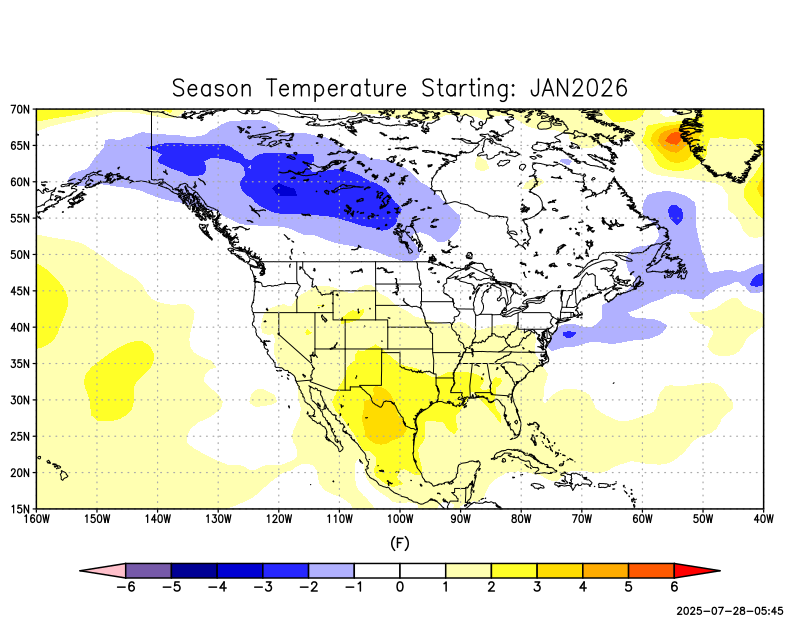 Season Temperature Starting: JAN2026
70N
65N
60N
55N
50N
45N
40N
35N
30N
25N
20N
15N
160W 150W 140W 130W 120W 110W 100W 90W 80W 70W 60W 50W 40W
(F)
−6 −5 −4 −3 −2 −1 0 1 2 3 4 5 6
2025-07-28-05:45